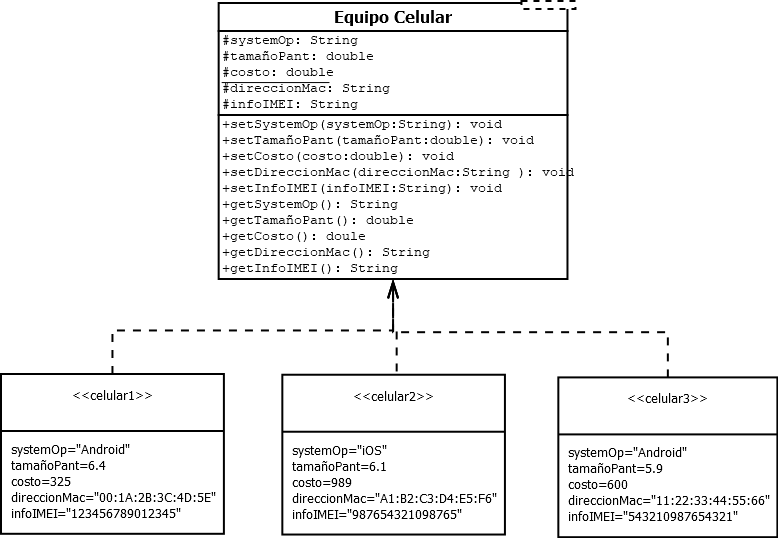 Equipo Celular
#systemOp: String
#tamañoPant: double
#costo: double
#direccionMac: String
#infoIMEI: String
+setSystemOp(systemOp:String): void
+setTamañoPant(tamañoPant:double): void
+setCosto(costo:double): void
+setDireccionMac(direccionMac:String ): void
+setInfoIMEI(infoIMEI:String): void
+getSystemOp(): String
+getTamañoPant(): double
+getCosto(): doule
+getDireccionMac(): String
+getInfoIMEI(): String
<<celular1>>
systemOp="Android"
tamañoPant=6.4
costo=325
direccionMac="00:1A:2B:3C:4D:5E"
infoIMEI="123456789012345"
<<celular2>>
systemOp="iOS"
tamañoPant=6.1
costo=989
direccionMac="A1:B2:C3:D4:E5:F6"
infoIMEI="987654321098765"
<<celular3>>
systemOp="Android"
tamañoPant=5.9
costo=600
direccionMac="11:22:33:44:55:66"
infoIMEI="543210987654321"